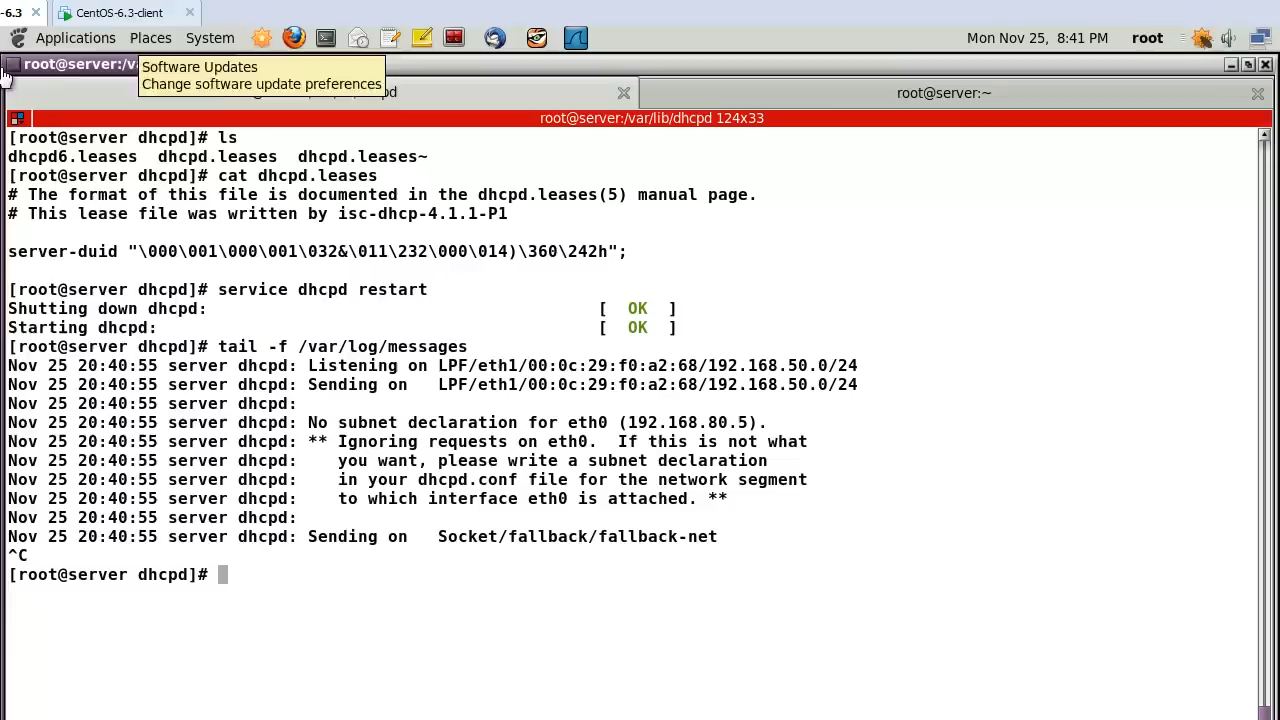 -6.3
CentOS-6.3-client
Applications Places System
Mon Nov 25, 8:41 PM root
root@server:/va
Software Updates
Change software update preferences
pd
root@server:~
root@server:/var/lib/dhcpd 124x33
[root@server dhcpd]# ls
dhcpd6.leases  dhcpd.leases  dhcpd.leases~
[root@server dhcpd]# cat dhcpd.leases
# The format of this file is documented in the dhcpd.leases(5) manual page.
# This lease file was written by isc-dhcp-4.1.1-P1
server-duid "\000\001\000\001\032&\011\232\000\014)\360\242h";
[root@server dhcpd]# service dhcpd restart
Shutting down dhcpd:                                       [  OK  ]
Starting dhcpd:                                            [  OK  ]
[root@server dhcpd]# tail -f /var/log/messages
Nov 25 20:40:55 server dhcpd: Listening on LPF/eth1/00:0c:29:f0:a2:68/192.168.50.0/24
Nov 25 20:40:55 server dhcpd: Sending on   LPF/eth1/00:0c:29:f0:a2:68/192.168.50.0/24
Nov 25 20:40:55 server dhcpd:
Nov 25 20:40:55 server dhcpd: No subnet declaration for eth0 (192.168.80.5).
Nov 25 20:40:55 server dhcpd: ** Ignoring requests on eth0.  If this is not what
Nov 25 20:40:55 server dhcpd:    you want, please write a subnet declaration
Nov 25 20:40:55 server dhcpd:    in your dhcpd.conf file for the network segment
Nov 25 20:40:55 server dhcpd:    to which interface eth0 is attached. **
Nov 25 20:40:55 server dhcpd:
Nov 25 20:40:55 server dhcpd: Sending on   Socket/fallback/fallback-net
^C
[root@server dhcpd]#